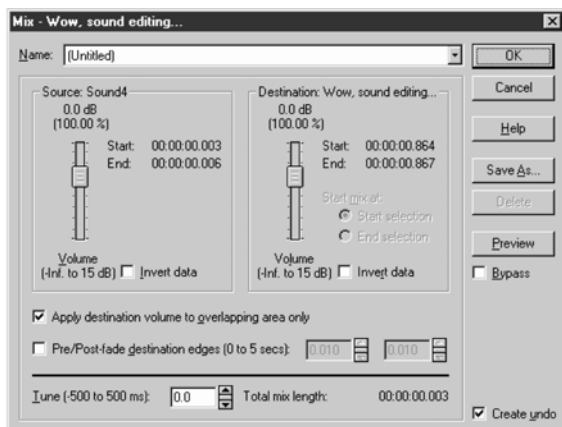 Mix - Wow, sound editing...
Name: (Untitled)
OK
Cancel
Help
Save As...
Delete
Preview
Bypass
Source: Sound4
0.0 dB
(100.00 %)
Start: 00:00:00.003
End: 00:00:00.006
Volume
(-Inf. to 15 dB)
Invert data
Destination: Wow, sound editing...
0.0 dB
(100.00 %)
Start: 00:00:00.864
End: 00:00:00.867
Start mix at:
Start selection
End selection
Volume
(-Inf. to 15 dB)
Invert data
Apply destination volume to overlapping area only
Pre/Post-fade destination edges (0 to 5 secs): 0.010 0.010
Tune (-500 to 500 ms): 0.0 Total mix length: 00:00:00.003
Create undo